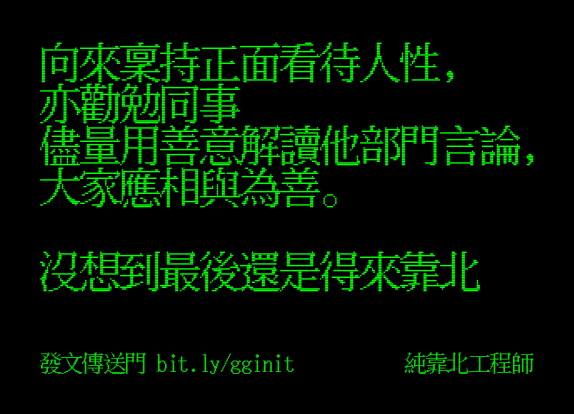 向來稟持正面看待人性,
亦勸勉同事
儘量用善意解讀他部門言論,
大家應相與為善。
沒想到最後還是得來靠北
發文傳送門 bit.ly/gginit 純靠北工程師